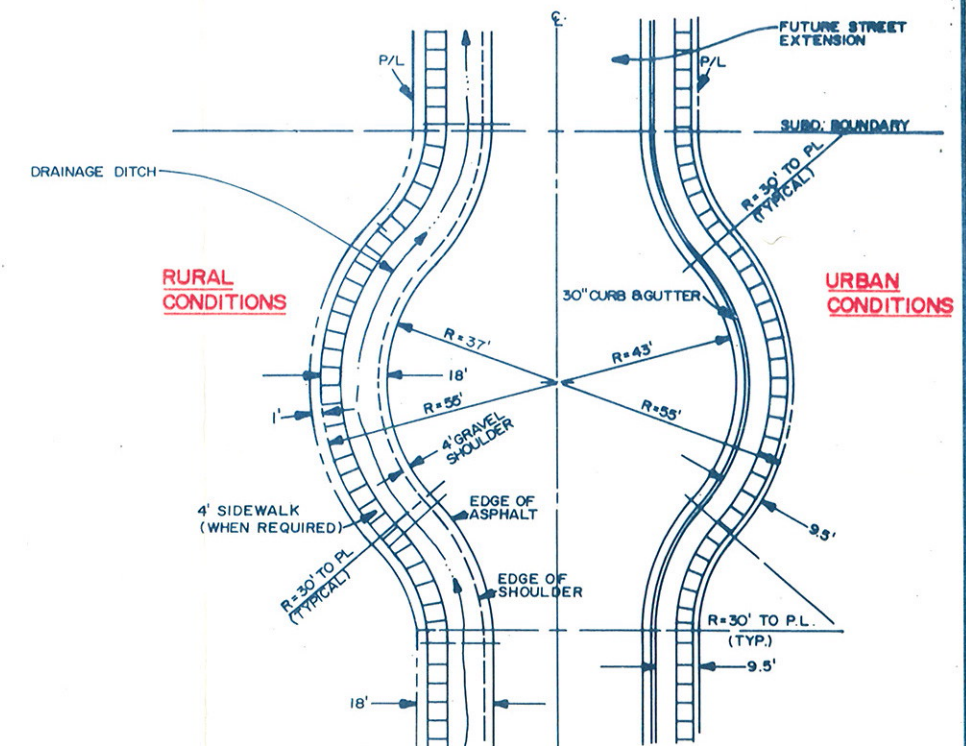 ℄
FUTURE STREET
EXTENSION
P/L
P/L
SUBD. BOUNDARY
DRAINAGE DITCH
R=30' TO PL
(TYPICAL)
RURAL
CONDITIONS
URBAN
CONDITIONS
30" CURB & GUTTER
R=37'
R=43'
18'
R=55'
R=55'
1'
4' GRAVEL
SHOULDER
4' SIDEWALK
(WHEN REQUIRED)
EDGE OF
ASPHALT
9.5'
R=30' TO PL
(TYPICAL)
EDGE OF
SHOULDER
R=30' TO P.L.
(TYP.)
9.5'
18'